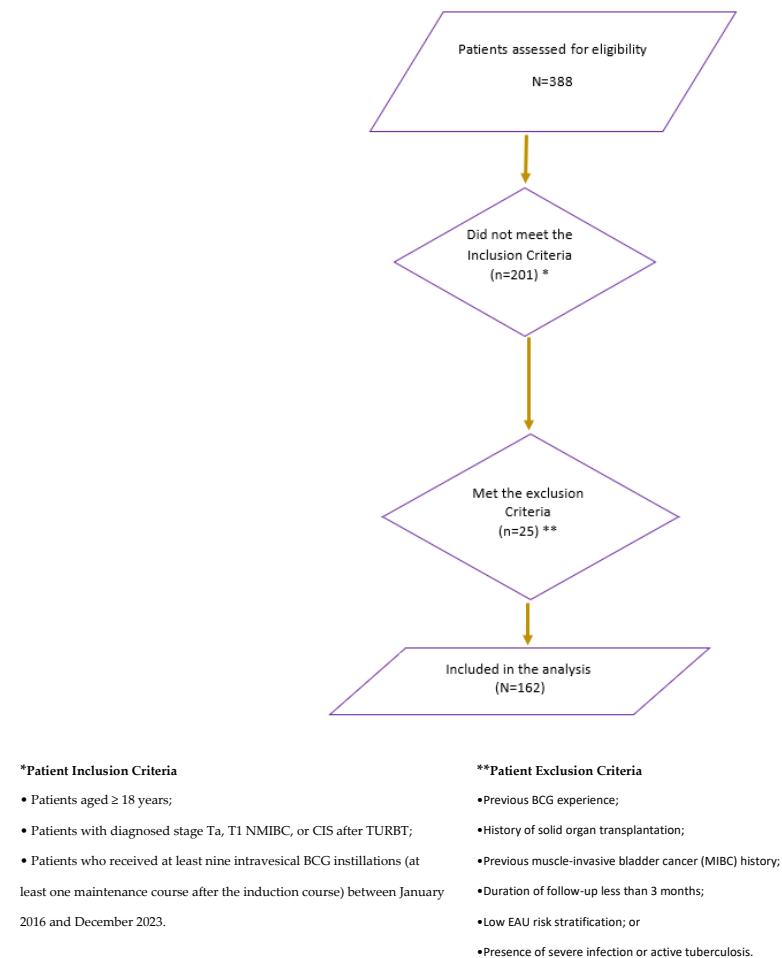 Patients assessed for eligibility
N=388
Did not meet the
Inclusion Criteria
(n=201) *
Met the exclusion
Criteria
(n=25) **
Included in the analysis
(N=162)
*Patient Inclusion Criteria
• Patients aged ≥ 18 years;
• Patients with diagnosed stage Ta, T1 NMIBC, or CIS after TURBT;
• Patients who received at least nine intravesical BCG instillations (at
least one maintenance course after the induction course) between January
2016 and December 2023.
**Patient Exclusion Criteria
•Previous BCG experience;
•History of solid organ transplantation;
•Previous muscle-invasive bladder cancer (MIBC) history;
•Duration of follow-up less than 3 months;
•Low EAU risk stratification; or
•Presence of severe infection or active tuberculosis.